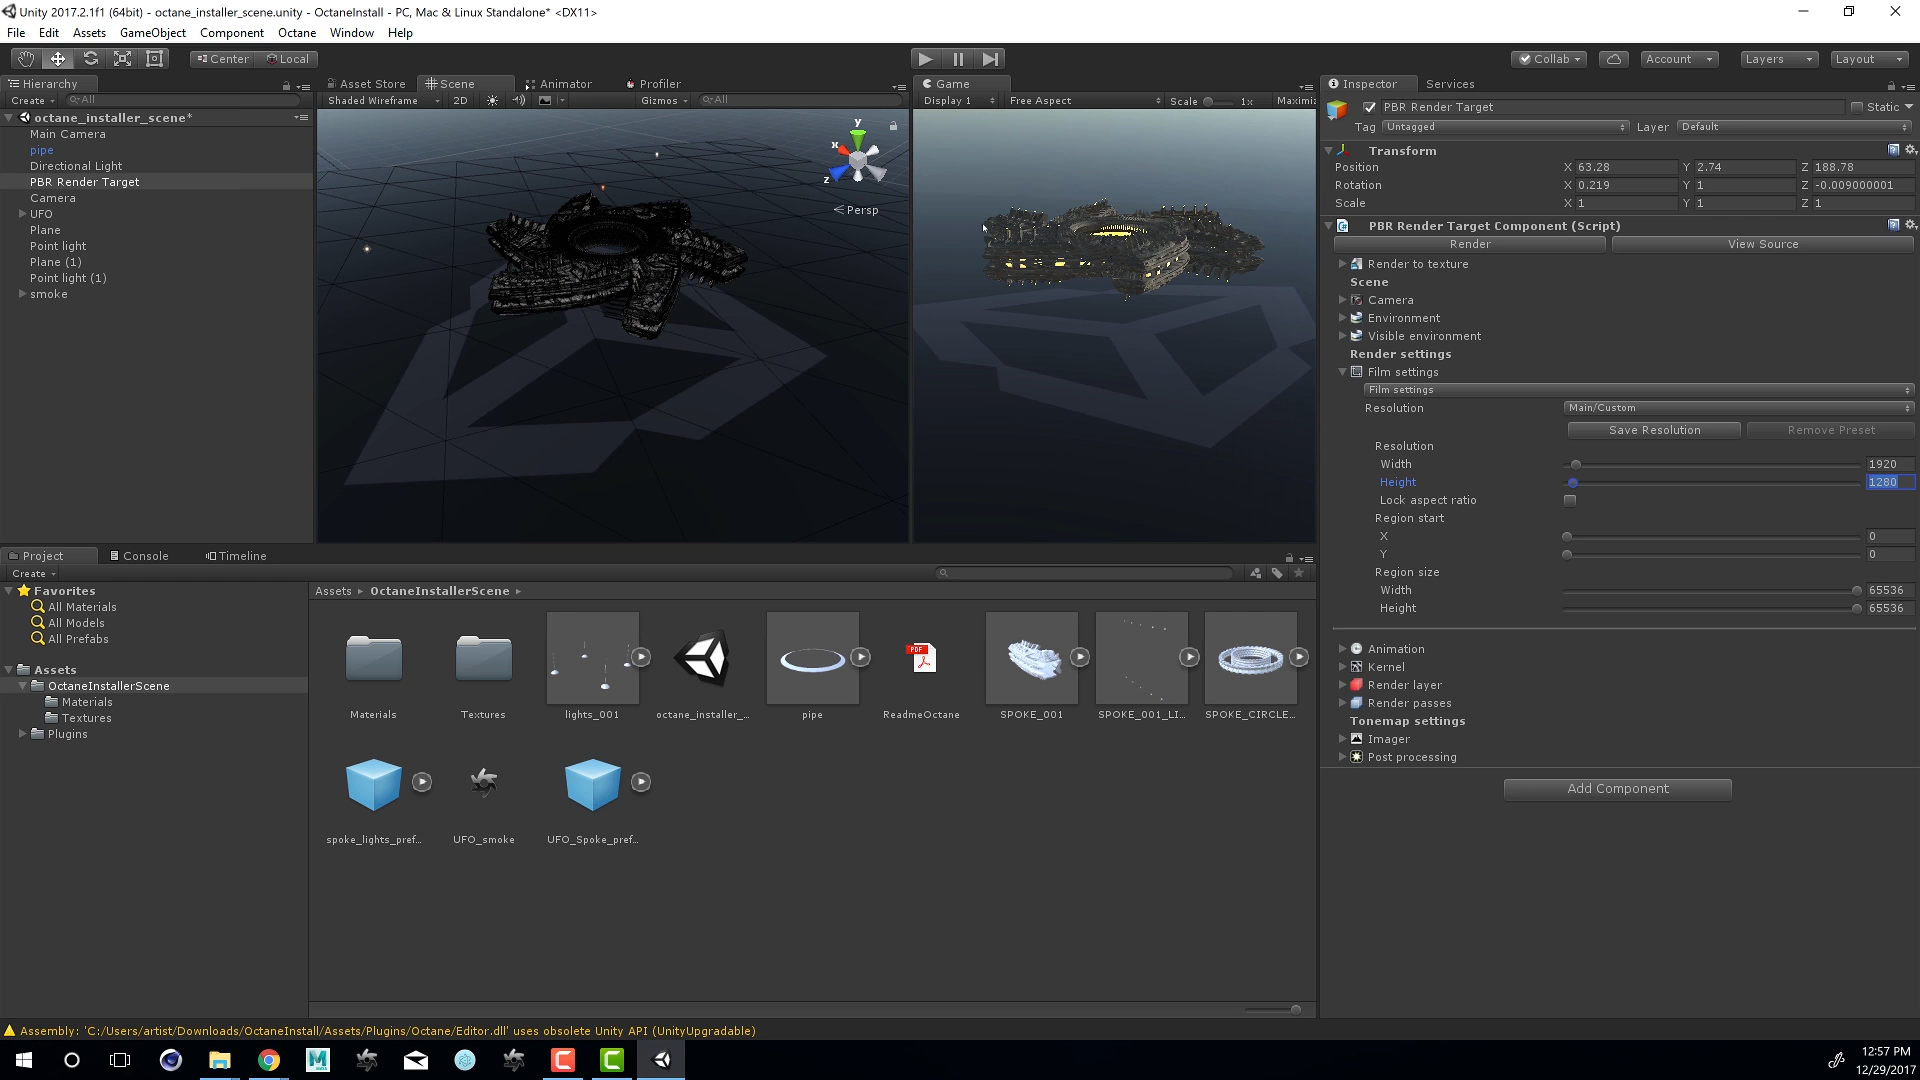 Unity 2017.2.1f1 (64bit) - octane_installer_scene.unity - OctaneInstall - PC, Mac & Linux Standalone* <DX11>
File Edit Assets GameObject Component Octane Window Help
Center Local
Collab Account Layers Layout
Hierarchy
Create All
octane_installer_scene*
Main Camera
pipe
Directional Light
PBR Render Target
Camera
UFO
Plane
Point light
Plane (1)
Point light (1)
smoke
Asset Store Scene Animator Profiler
Shaded Wireframe 2D Gizmos All
y
x
z
Persp
Game
Display 1 Free Aspect Scale 1x Maximi
Inspector Services
PBR Render Target Static
Tag Untagged Layer Default
Transform
Position X 63.28 Y 2.74 Z 188.78
Rotation X 0.219 Y 1 Z -0.009000001
Scale X 1 Y 1 Z 1
PBR Render Target Component (Script)
Render View Source
Render to texture
Scene
Camera
Environment
Visible environment
Render settings
Film settings
Film settings
Resolution Main/Custom
Save Resolution Remove Preset
Resolution
Width 1920
Height 1280
Lock aspect ratio
Region start
X 0
Y 0
Region size
Width 65536
Height 65536
Animation
Kernel
Render layer
Render passes
Tonemap settings
Imager
Post processing
Add Component
Project Console Timeline
Create
Favorites
All Materials
All Models
All Prefabs
Assets
OctaneInstallerScene
Materials
Textures
Plugins
Assets OctaneInstallerScene
Materials Textures lights_001 octane_installer_... pipe ReadmeOctane SPOKE_001 SPOKE_001_LI... SPOKE_CIRCLE...
PDF
spoke_lights_pref... UFO_smoke UFO_Spoke_pref...
Assembly: 'C:/Users/artist/Downloads/OctaneInstall/Assets/Plugins/Octane/Editor.dll' uses obsolete Unity API (UnityUpgradable)
M
12:57 PM
12/29/2017